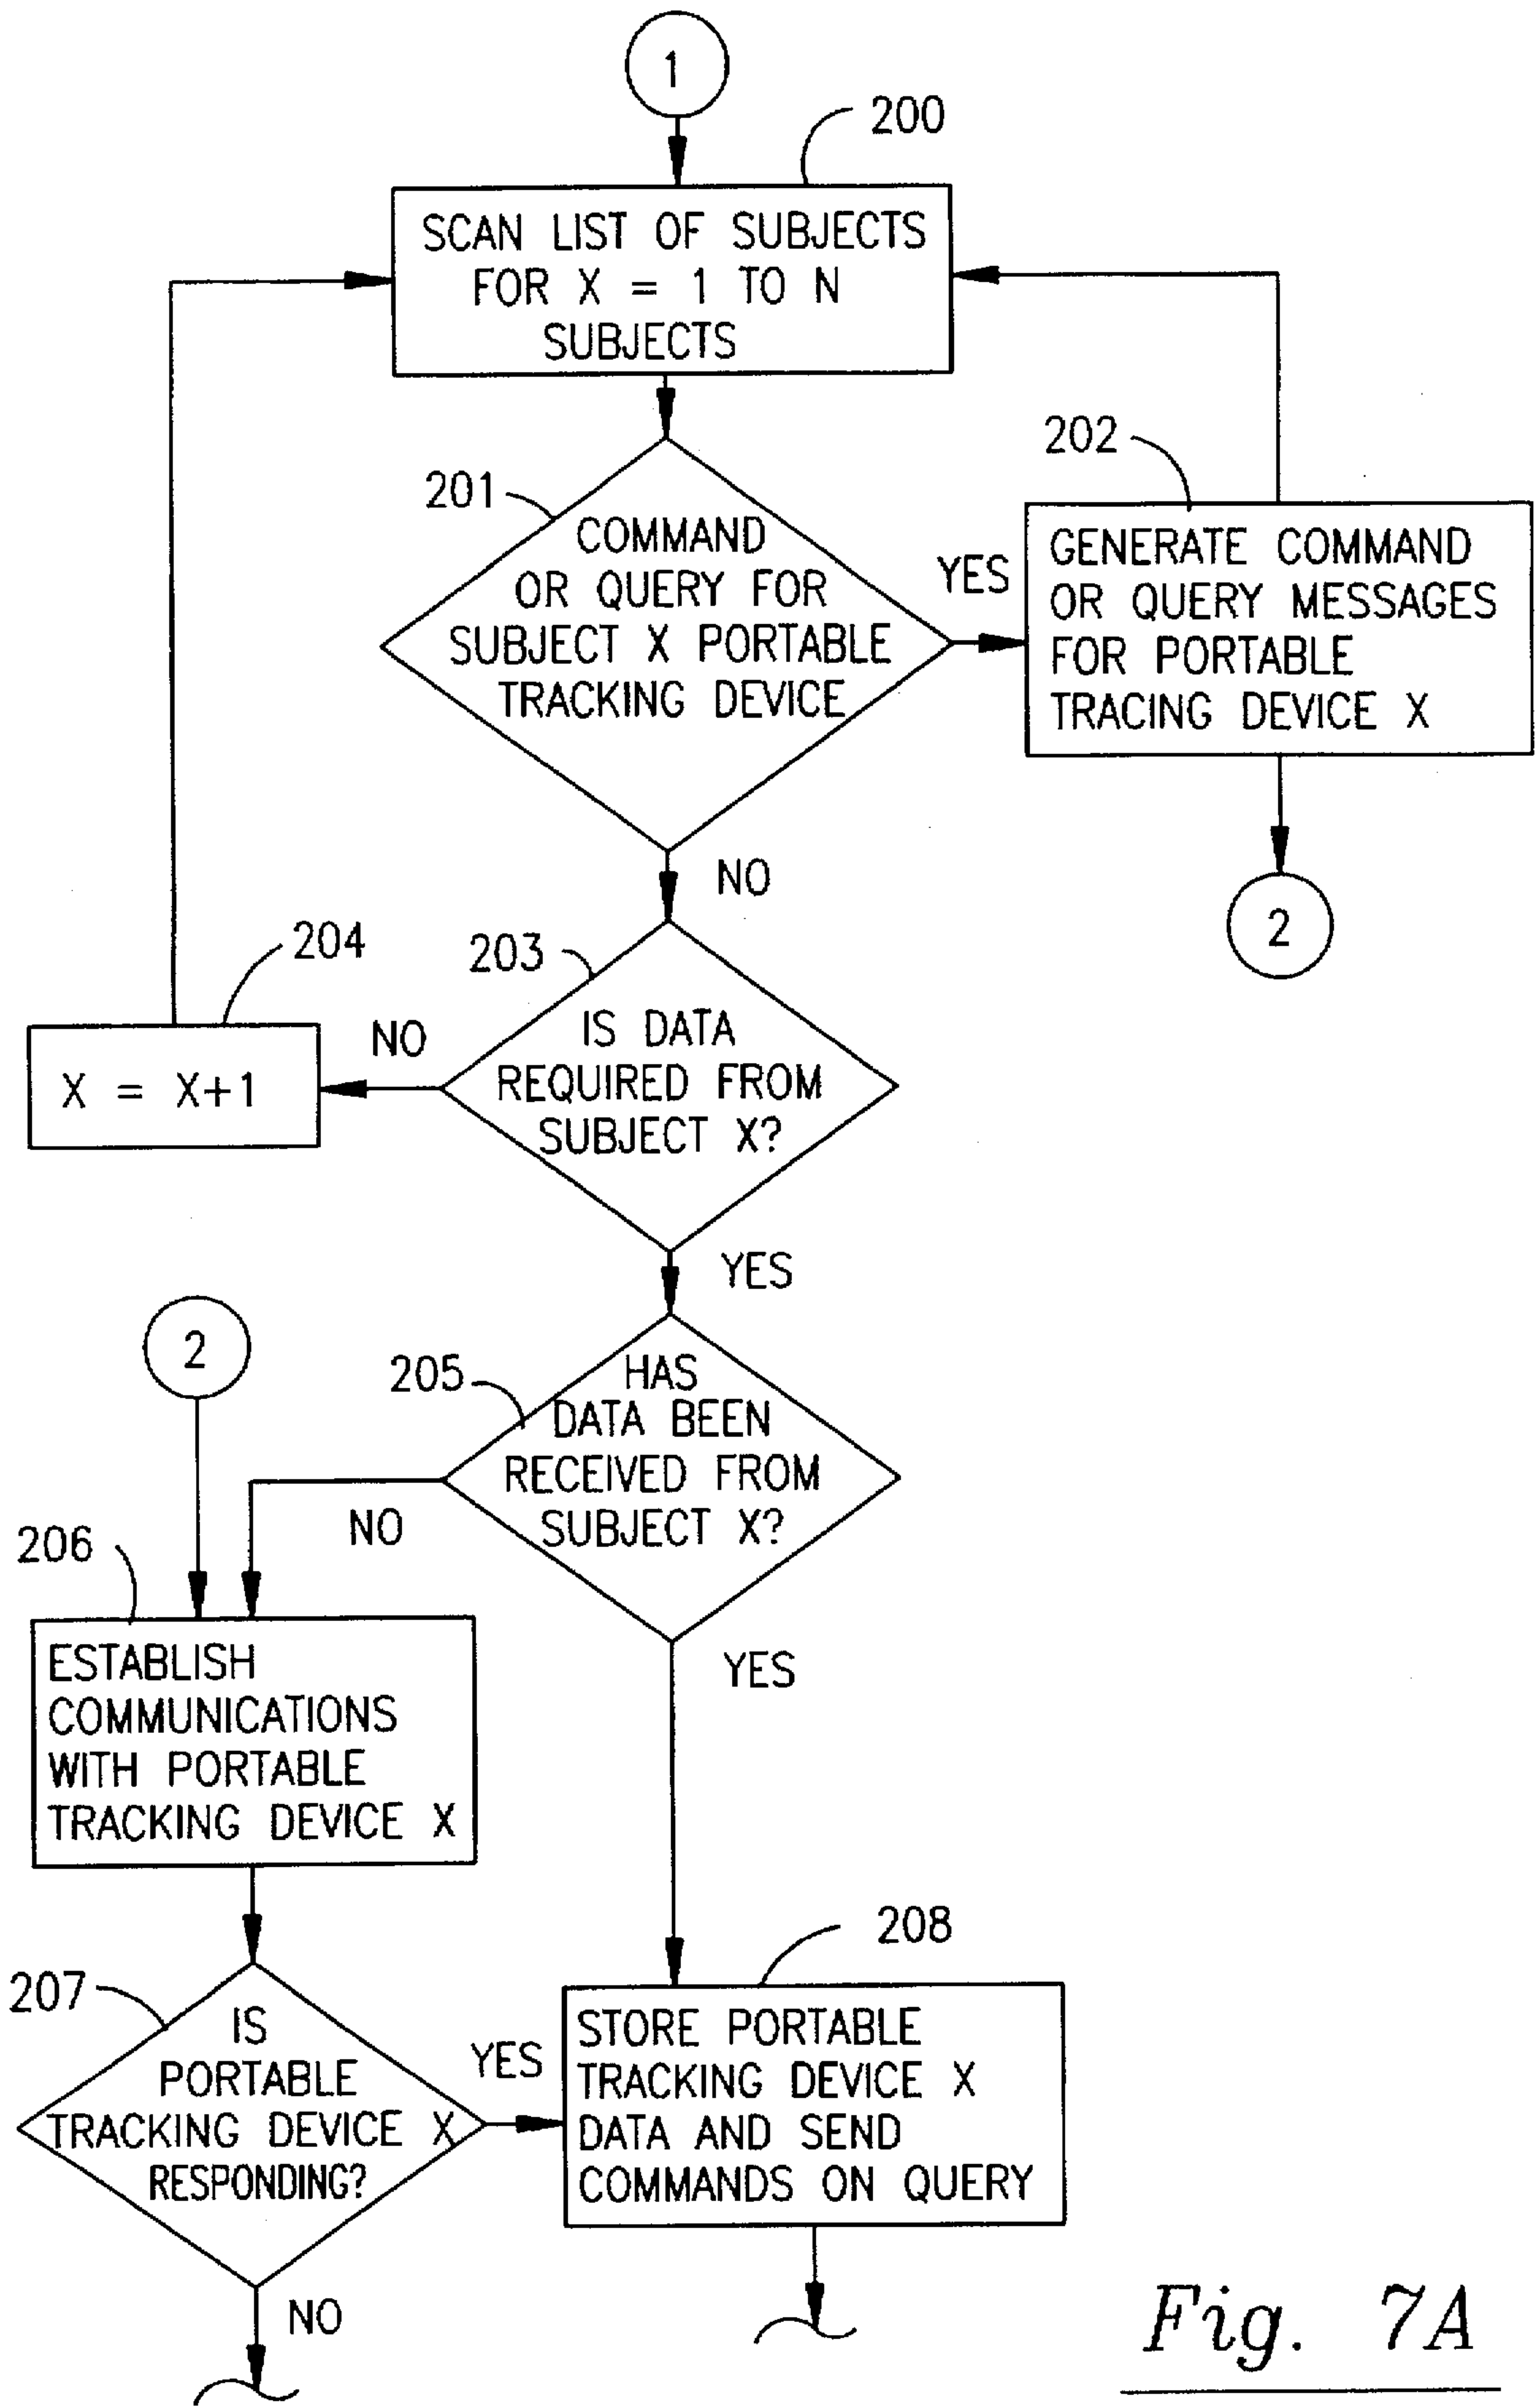 1
200
SCAN LIST OF SUBJECTS
FOR X = 1 TO N
SUBJECTS
201
COMMAND
OR QUERY FOR
SUBJECT X PORTABLE
TRACKING DEVICE
YES
202
GENERATE COMMAND
OR QUERY MESSAGES
FOR PORTABLE
TRACING DEVICE X
2
NO
203
IS DATA
REQUIRED FROM
SUBJECT X?
NO
204
X = X+1
YES
2
205
HAS
DATA BEEN
RECEIVED FROM
SUBJECT X?
NO
YES
206
ESTABLISH
COMMUNICATIONS
WITH PORTABLE
TRACKING DEVICE X
207
IS
PORTABLE
TRACKING DEVICE X
RESPONDING?
YES
208
STORE PORTABLE
TRACKING DEVICE X
DATA AND SEND
COMMANDS ON QUERY
NO
Fig. 7A